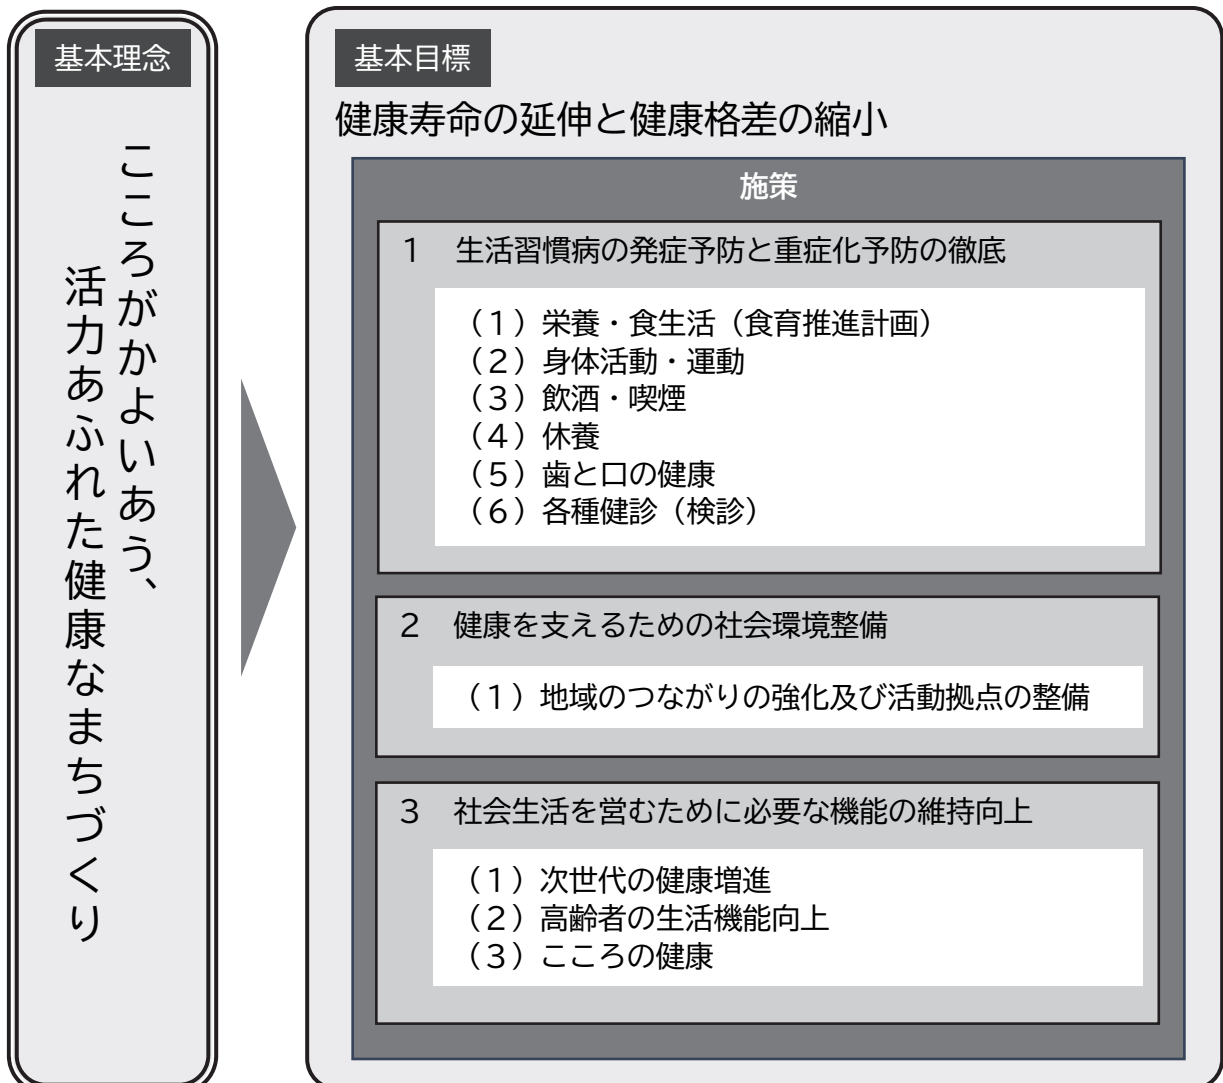 基本理念
こころがかよいあう、
活力あふれた健康なまちづくり
基本目標
健康寿命の延伸と健康格差の縮小
施策
1　生活習慣病の発症予防と重症化予防の徹底
（1）栄養・食生活（食育推進計画）
（2）身体活動・運動
（3）飲酒・喫煙
（4）休養
（5）歯と口の健康
（6）各種健診（検診）
2　健康を支えるための社会環境整備
（1）地域のつながりの強化及び活動拠点の整備
3　社会生活を営むために必要な機能の維持向上
（1）次世代の健康増進
（2）高齢者の生活機能向上
（3）こころの健康